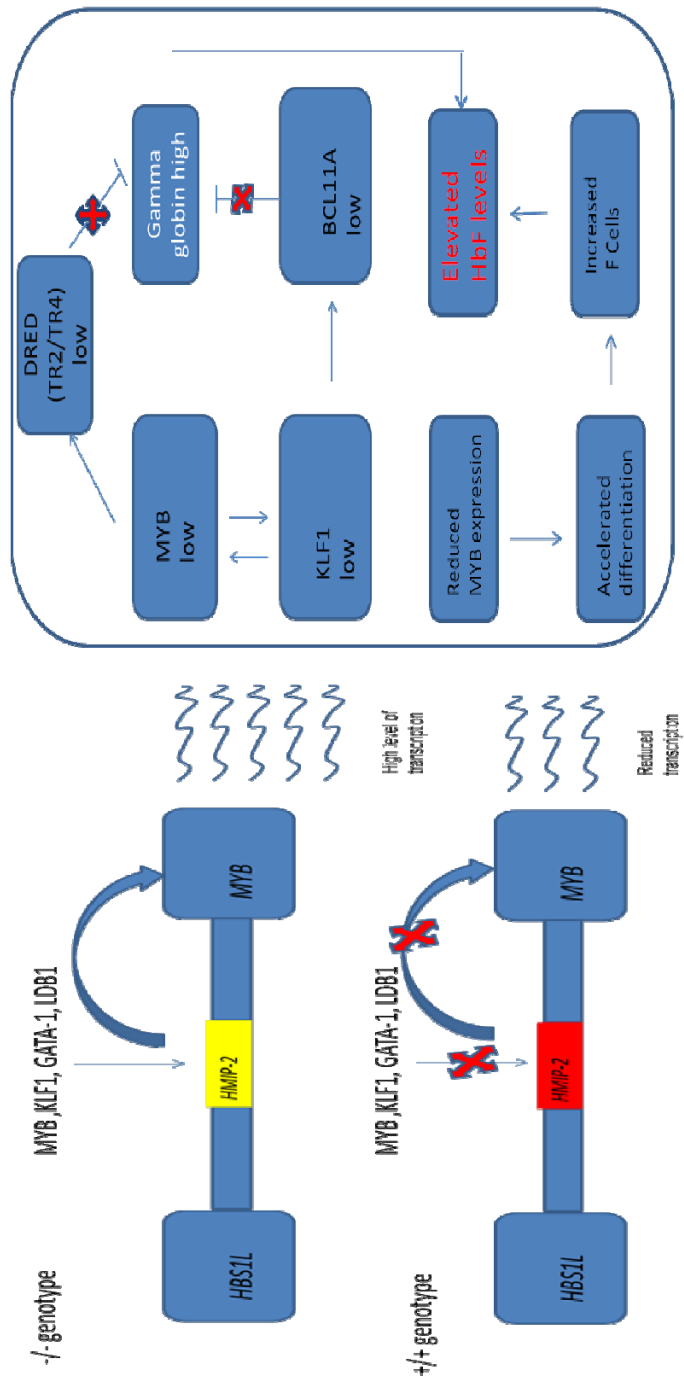 -/- genotype
MYB ,KLF1, GATA-1, LDB1
HBS1L
HMIP-2
MYB
High level of
transcription
+/+ genotype
MYB ,KLF1, GATA-1, LDB1
HBS1L
HMIP-2
MYB
Reduced
transcription
DRED
(TR2/TR4)
low
MYB
low
Gamma
globin high
KLF1
low
BCL11A
low
Reduced
MYB expression
Elevated
HbF levels
Accelerated
differentiation
Increased
F Cells